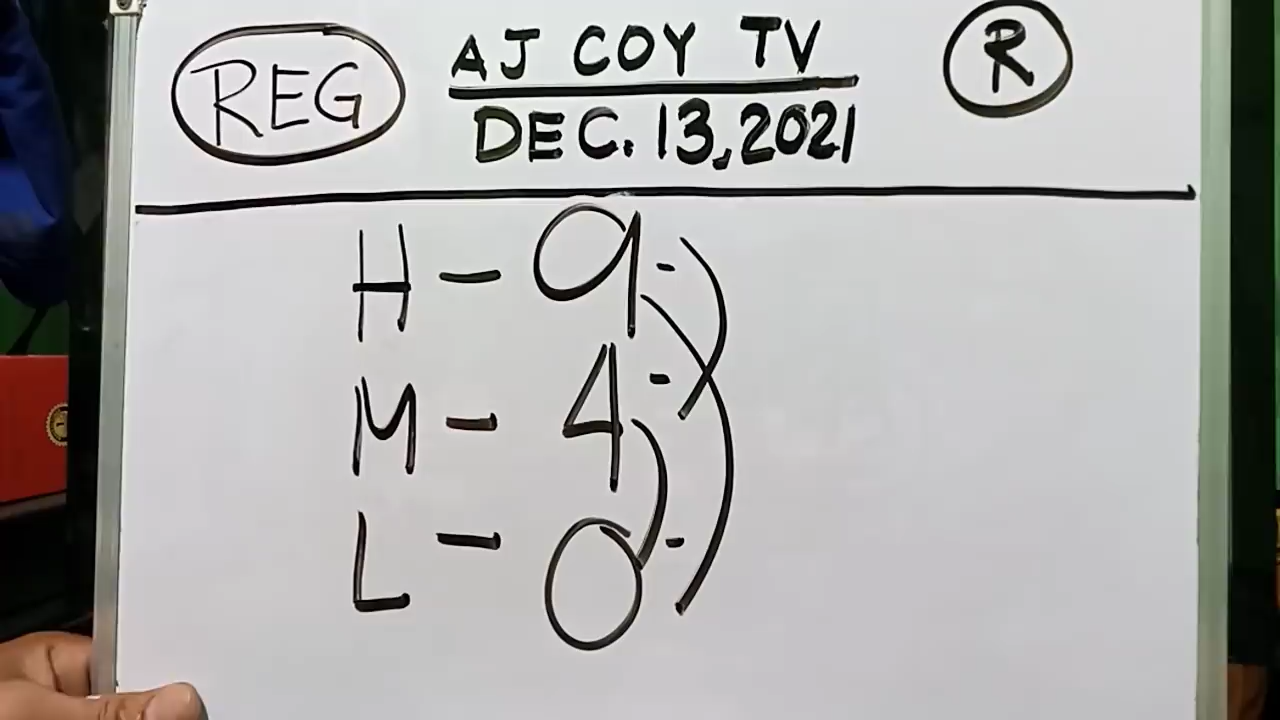 REG
AJ COY TV
R
DEC. 13, 2021
H - 9 -
M - 4 -
L - 0 -